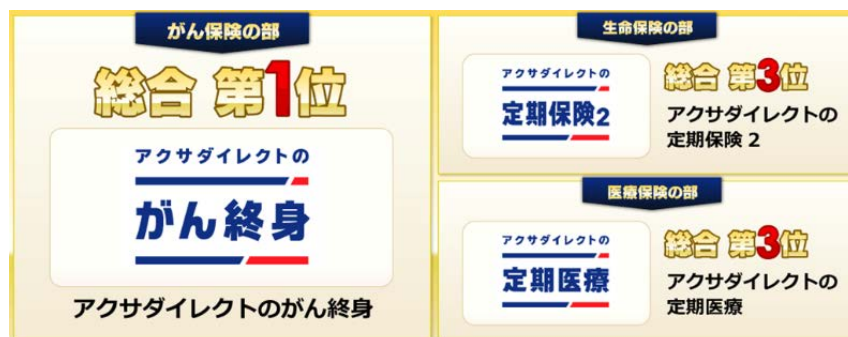 がん保険の部
総合 第1位
アクサダイレクトの
がん終身
アクサダイレクトのがん終身
生命保険の部
アクサダイレクトの
定期保険2
総合 第3位
アクサダイレクトの
定期保険 2
医療保険の部
アクサダイレクトの
定期医療
総合 第3位
アクサダイレクトの
定期医療